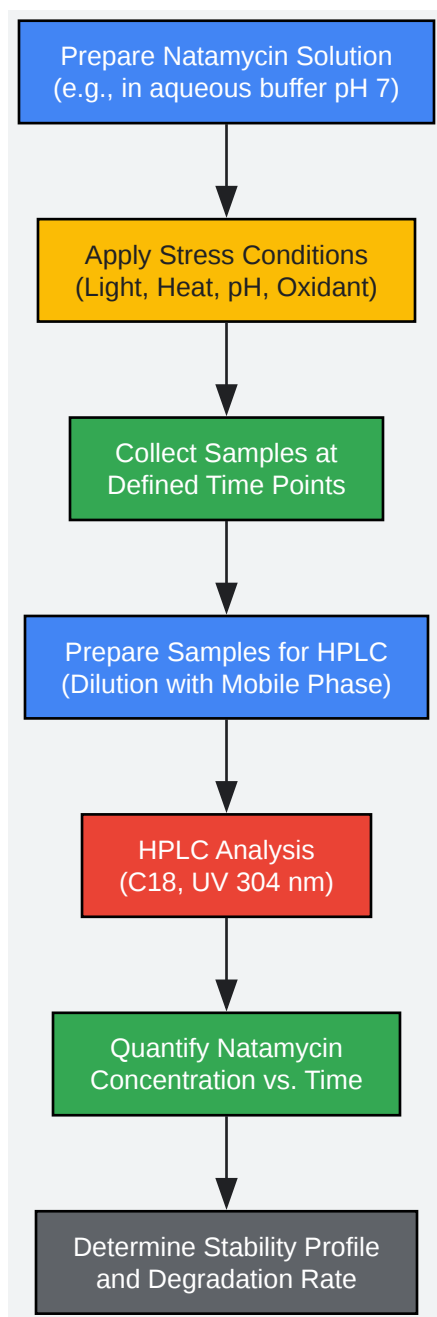 Prepare Natamycin Solution
(e.g., in aqueous buffer pH 7)
Apply Stress Conditions
(Light, Heat, pH, Oxidant)
Collect Samples at
Defined Time Points
Prepare Samples for HPLC
(Dilution with Mobile Phase)
HPLC Analysis
(C18, UV 304 nm)
Quantify Natamycin
Concentration vs. Time
Determine Stability Profile
and Degradation Rate